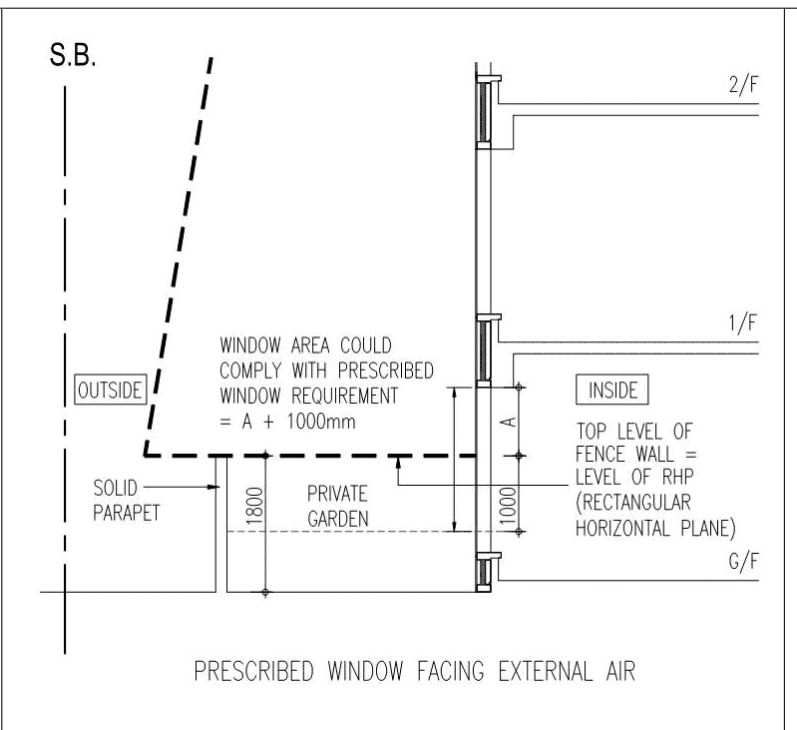 S.B.
2/F
1/F
WINDOW AREA COULD
COMPLY WITH PRESCRIBED
WINDOW REQUIREMENT
= A + 1000mm
OUTSIDE
INSIDE
A
TOP LEVEL OF
FENCE WALL =
LEVEL OF RHP
(RECTANGULAR
HORIZONTAL PLANE)
SOLID
PARAPET
1800
PRIVATE
GARDEN
1000
G/F
PRESCRIBED WINDOW FACING EXTERNAL AIR